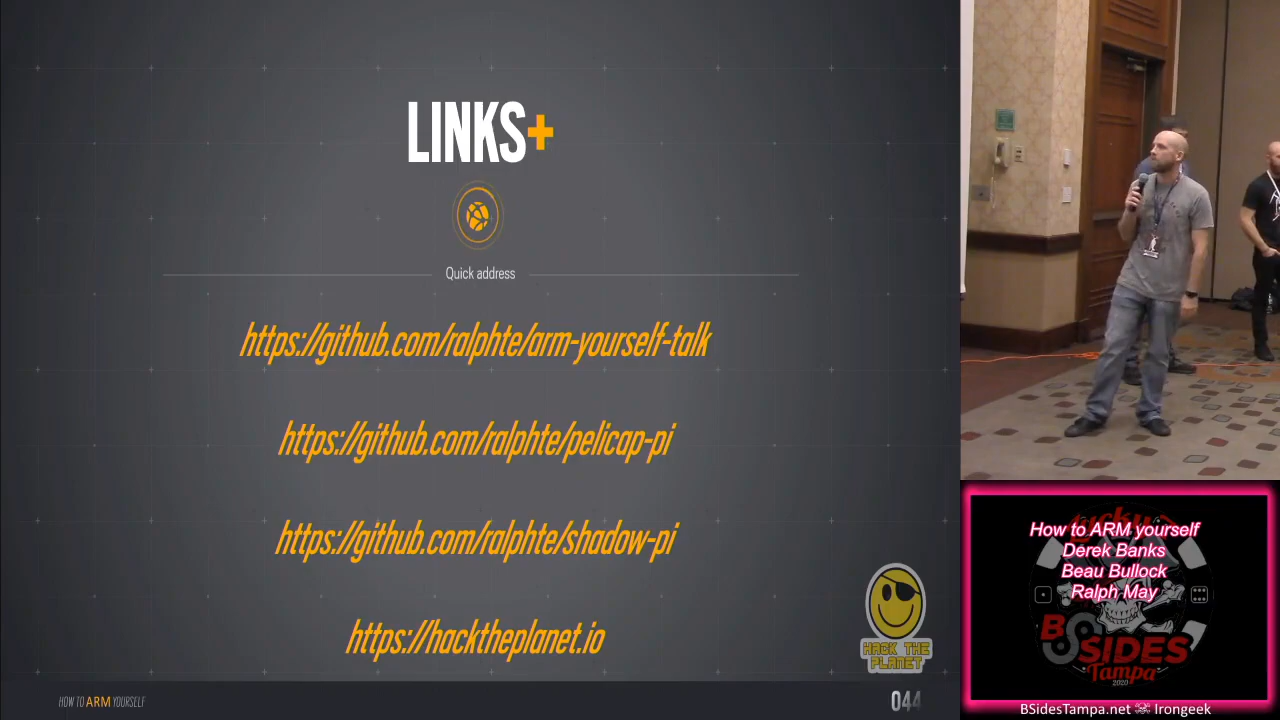 LINKS+
Quick address
https://github.com/ralphte/arm-yourself-talk
https://github.com/ralphte/pelicap-pi
https://github.com/ralphte/shadow-pi
https://hacktheplanet.io
HACK THE
PLANET
HOW TO ARM YOURSELF
044
How to ARM yourself
Derek Banks
Beau Bullock
Ralph May
BSIDES
Tampa
2020
BSidesTampa.net ☠ Irongeek